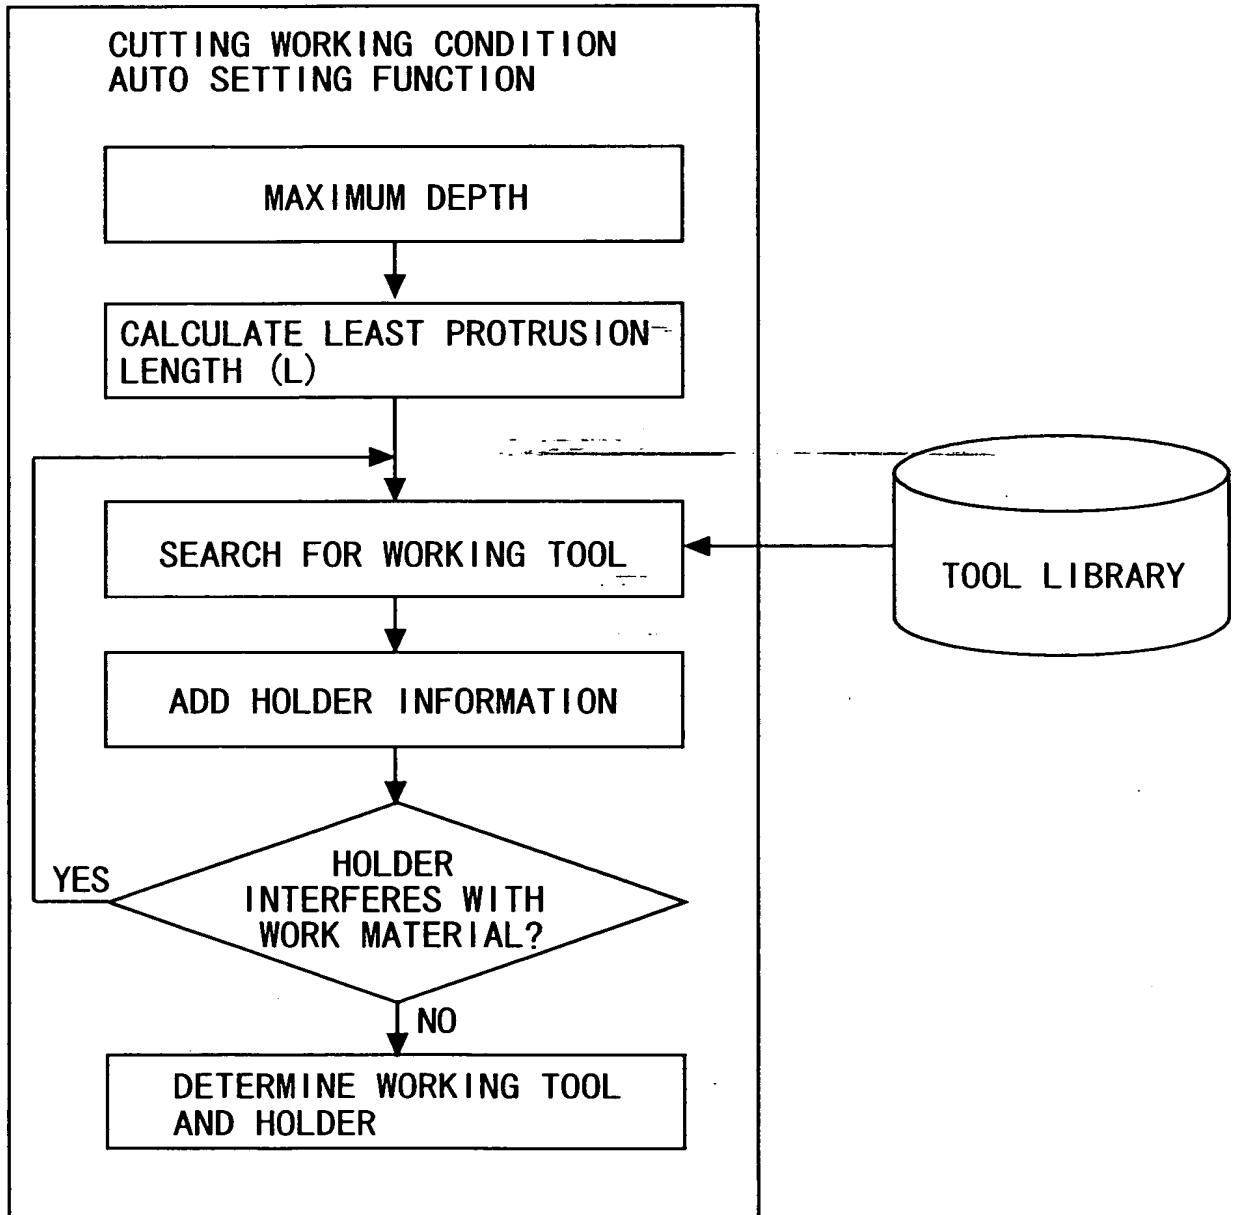 CUTTING WORKING CONDITION
AUTO SETTING FUNCTION
MAXIMUM DEPTH
CALCULATE LEAST PROTRUSION
LENGTH (L)
SEARCH FOR WORKING TOOL
TOOL LIBRARY
ADD HOLDER INFORMATION
YES
HOLDER
INTERFERES WITH
WORK MATERIAL?
NO
DETERMINE WORKING TOOL
AND HOLDER